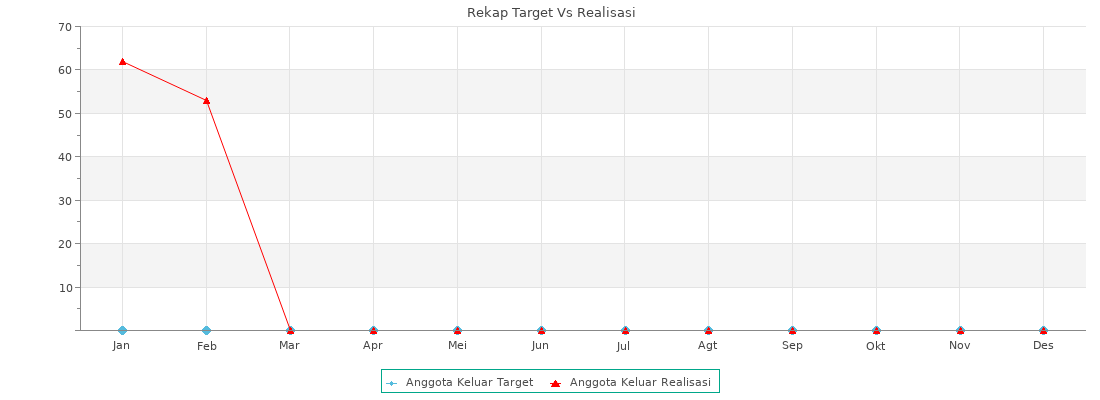 Rekap Target Vs Realisasi
70
60
50
40
30
20
10
Jan Feb Mar Apr Mei Jun Jul Agt Sep Okt Nov Des
Anggota Keluar Target Anggota Keluar Realisasi